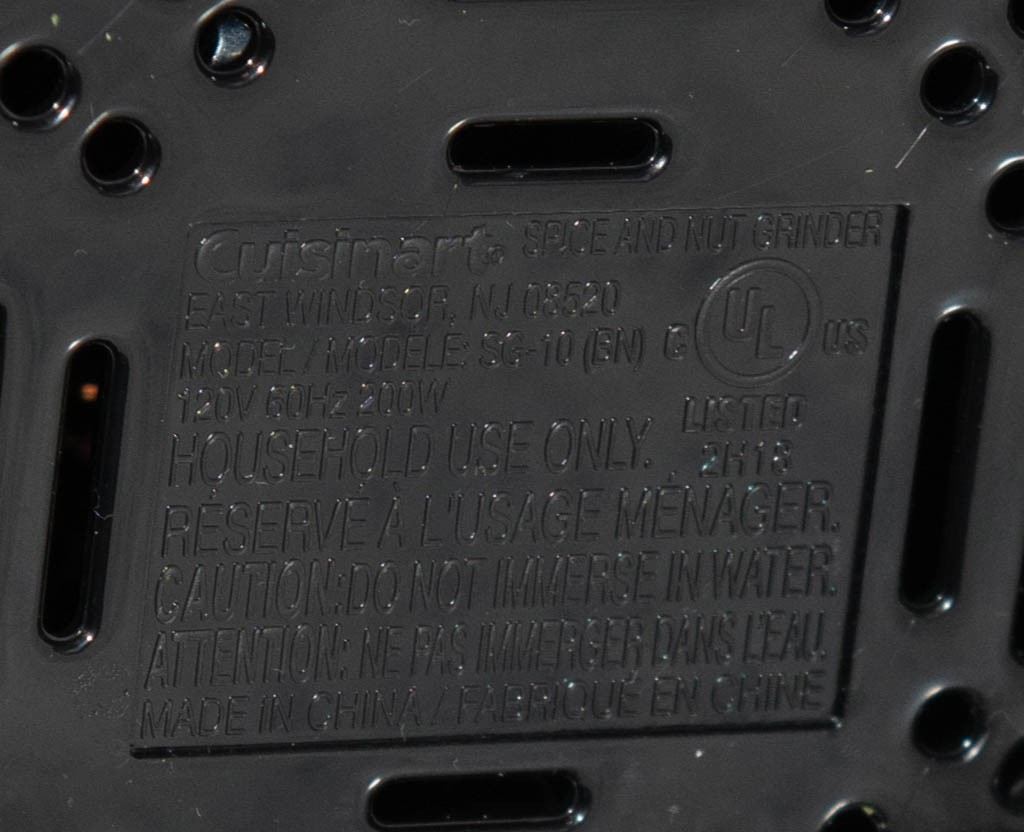 Cuisinart® SPICE AND NUT GRINDER
EAST WINDSOR, NJ 08520
MODEL / MODÈLE: SG-10 (BN)
120V 60Hz 200W
C UL US
LISTED
2H18
HOUSEHOLD USE ONLY.
RÉSERVÉ À L'USAGE MÉNAGER.
CAUTION: DO NOT IMMERSE IN WATER.
ATTENTION: NE PAS IMMERGER DANS L'EAU.
MADE IN CHINA / FABRIQUÉ EN CHINE